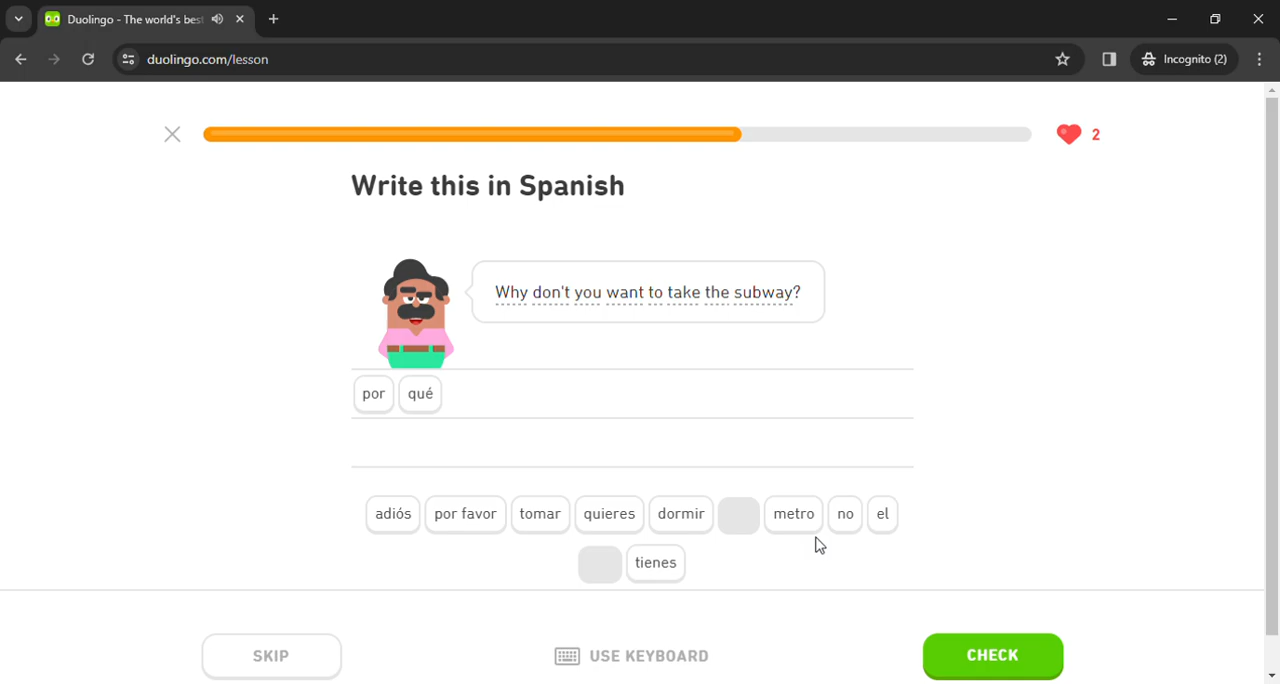 Duolingo - The world's bes
duolingo.com/lesson
Incognito (2)
2
Write this in Spanish
Why don't you want to take the subway?
por qué
adiós por favor tomar quieres dormir metro no el
tienes
SKIP USE KEYBOARD CHECK